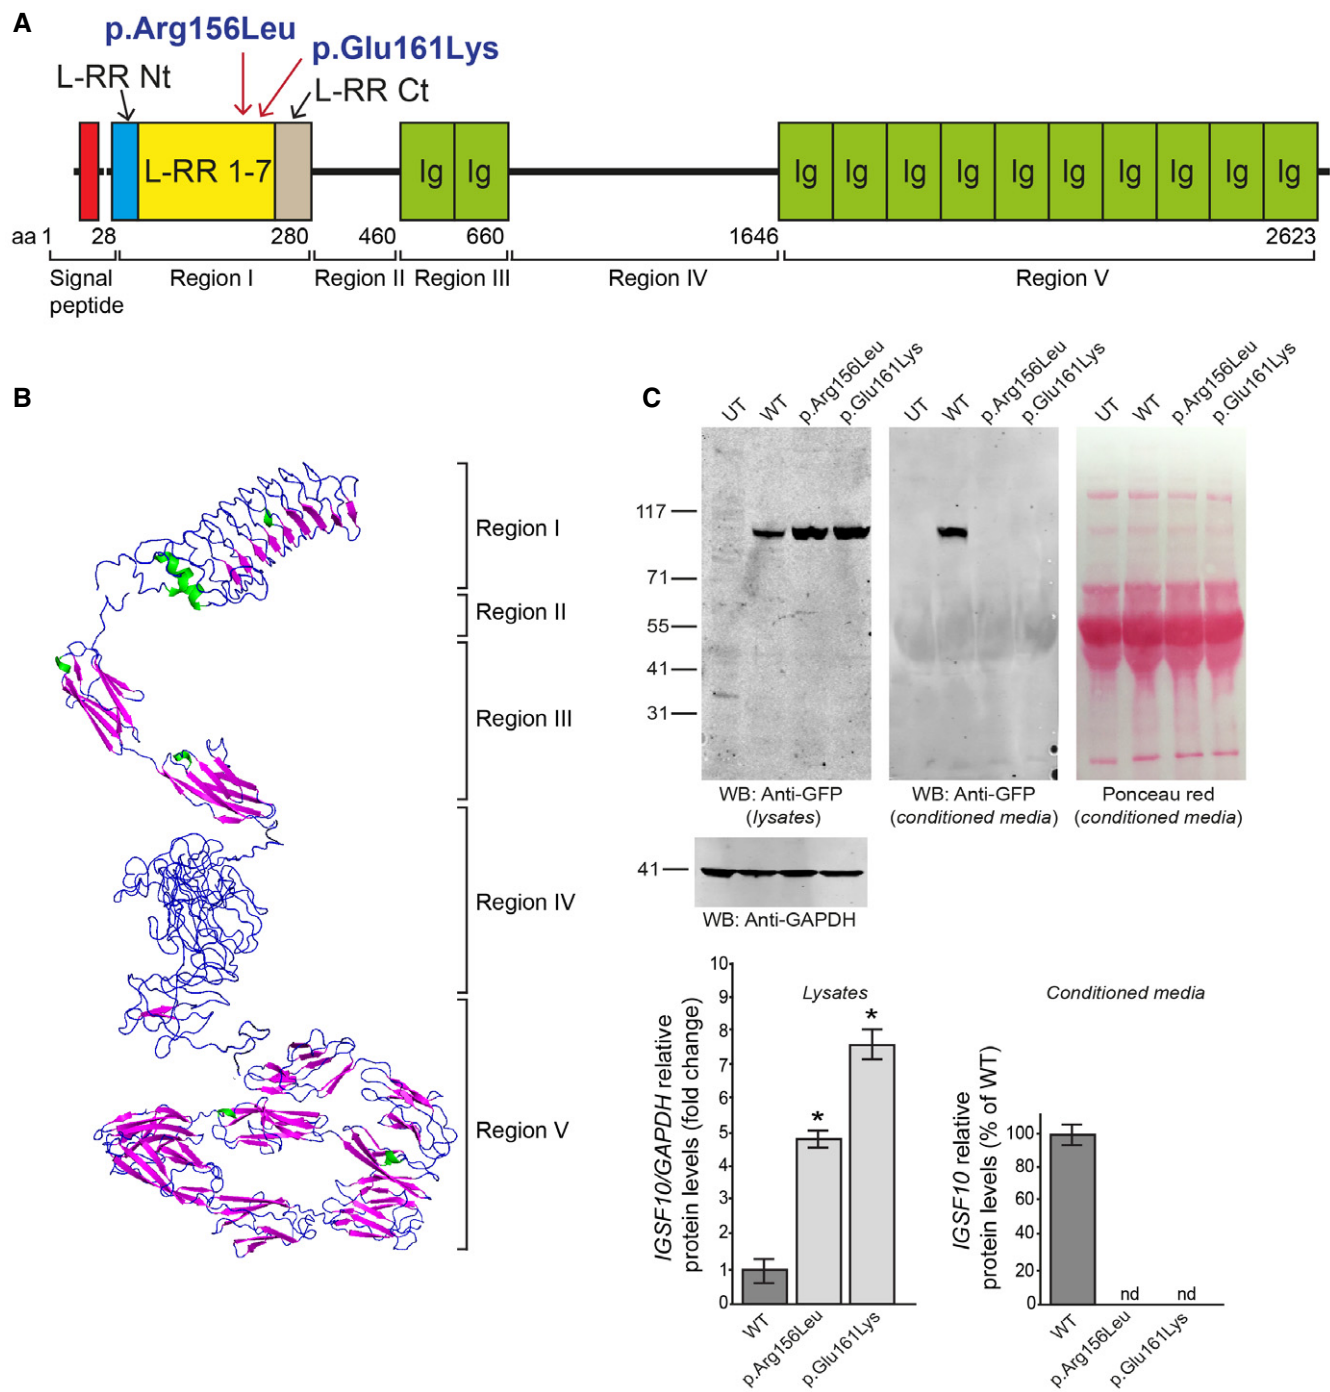 A
p.Arg156Leu
p.Glu161Lys
L-RR Nt
L-RR Ct
L-RR 1-7
Ig Ig
Ig Ig Ig Ig Ig Ig Ig Ig Ig Ig
aa 1 28 280 460 660 1646 2623
Signal peptide
Region I
Region II
Region III
Region IV
Region V
B
Region I
Region II
Region III
Region IV
Region V
C
UT WT p.Arg156Leu p.Glu161Lys
UT WT p.Arg156Leu p.Glu161Lys
UT WT p.Arg156Leu p.Glu161Lys
117
71
55
41
31
WB: Anti-GFP
(lysates)
WB: Anti-GFP
(conditioned media)
Ponceau red
(conditioned media)
41
WB: Anti-GAPDH
IGSF10/GAPDH relative
protein levels (fold change)
10
9
8
7
6
5
4
3
2
1
0
Lysates
*
*
WT p.Arg156Leu p.Glu161Lys
Conditioned media
IGSF10 relative
protein levels (% of WT)
100
80
60
40
20
0
nd nd
WT p.Arg156Leu p.Glu161Lys